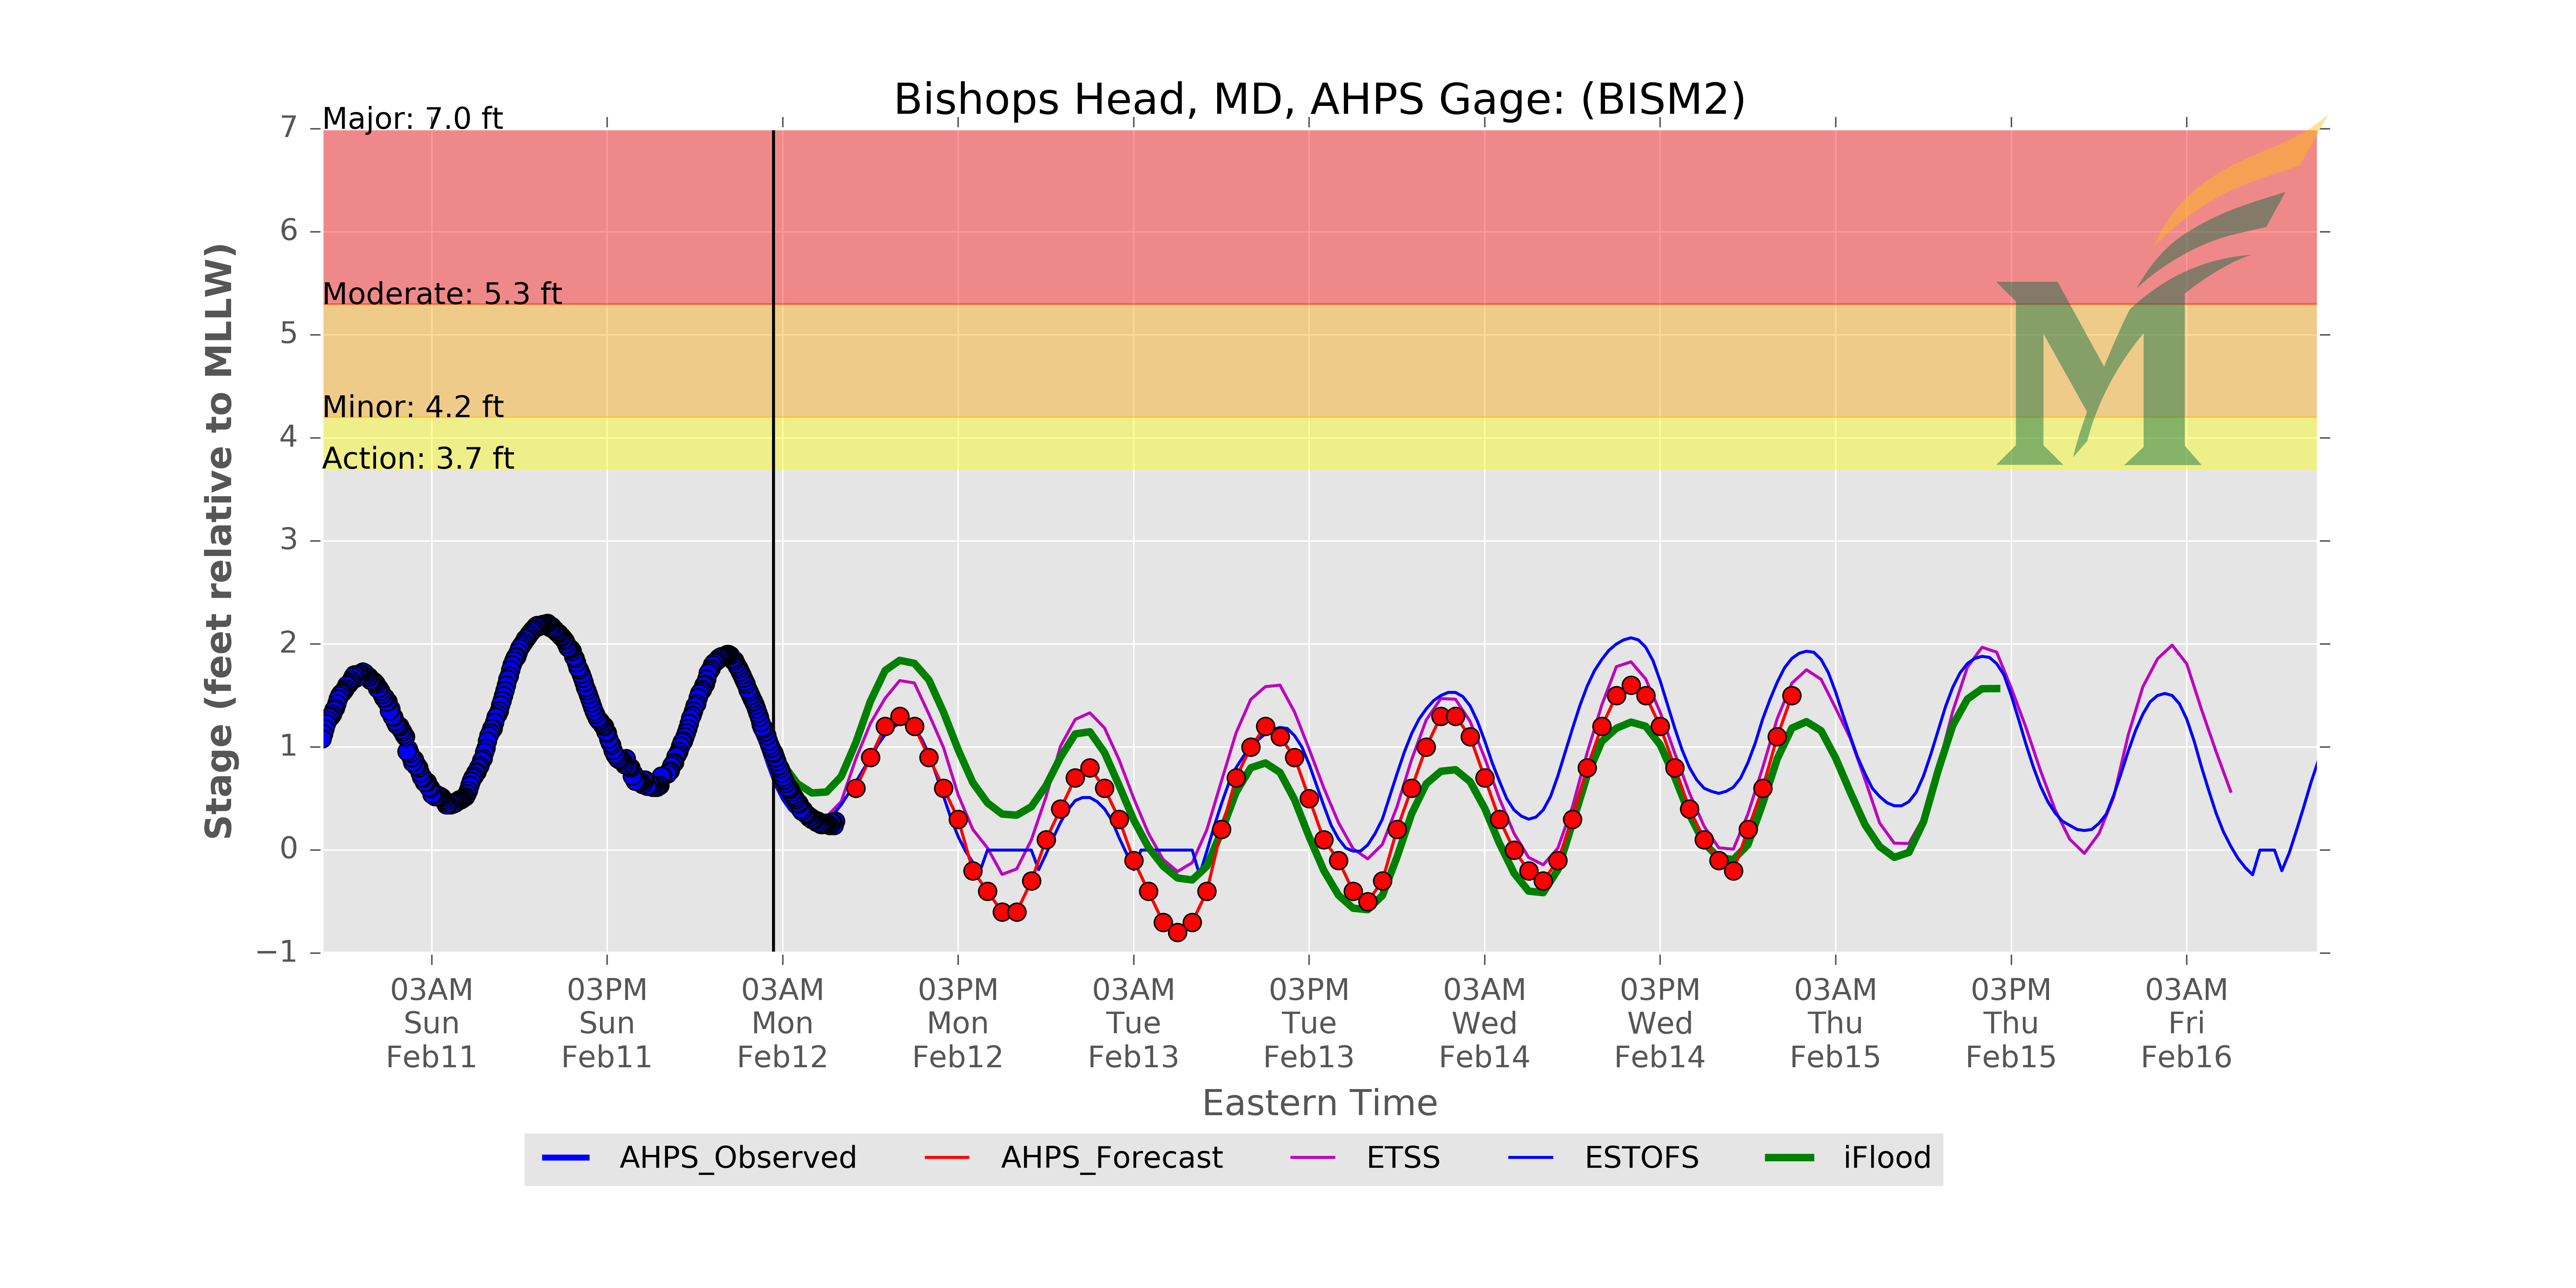 Bishops Head, MD, AHPS Gage: (BISM2)
Major: 7.0 ft
Moderate: 5.3 ft
Minor: 4.2 ft
Action: 3.7 ft
Stage (feet relative to MLLW)
7
6
5
4
3
2
1
0
−1
03AM
Sun
Feb11
03PM
Sun
Feb11
03AM
Mon
Feb12
03PM
Mon
Feb12
03AM
Tue
Feb13
03PM
Tue
Feb13
03AM
Wed
Feb14
03PM
Wed
Feb14
03AM
Thu
Feb15
03PM
Thu
Feb15
03AM
Fri
Feb16
Eastern Time
AHPS_Observed
AHPS_Forecast
ETSS
ESTOFS
iFlood
M